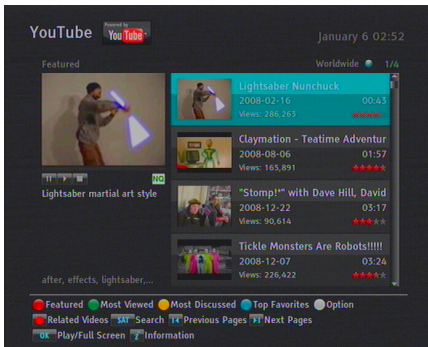 YouTube Powered by YouTube January 6 02:52
Featured Worldwide 1/4
Lightsaber Nunchuck
2008-02-16 00:43
Views: 286,263
Claymation - Teatime Adventur
2008-08-06 01:57
Views: 165,891
"Stomp!*" with Dave Hill, David
2008-12-22 03:17
Views: 90,614
Tickle Monsters Are Robots!!!!!
2008-12-07 03:24
Views: 226,422
NQ
Lightsaber martial art style
after, effects, lightsaber,...
Featured Most Viewed Most Discussed Top Favorites Option
Related Videos SAT Search Previous Pages Next Pages
OK Play/Full Screen i Information